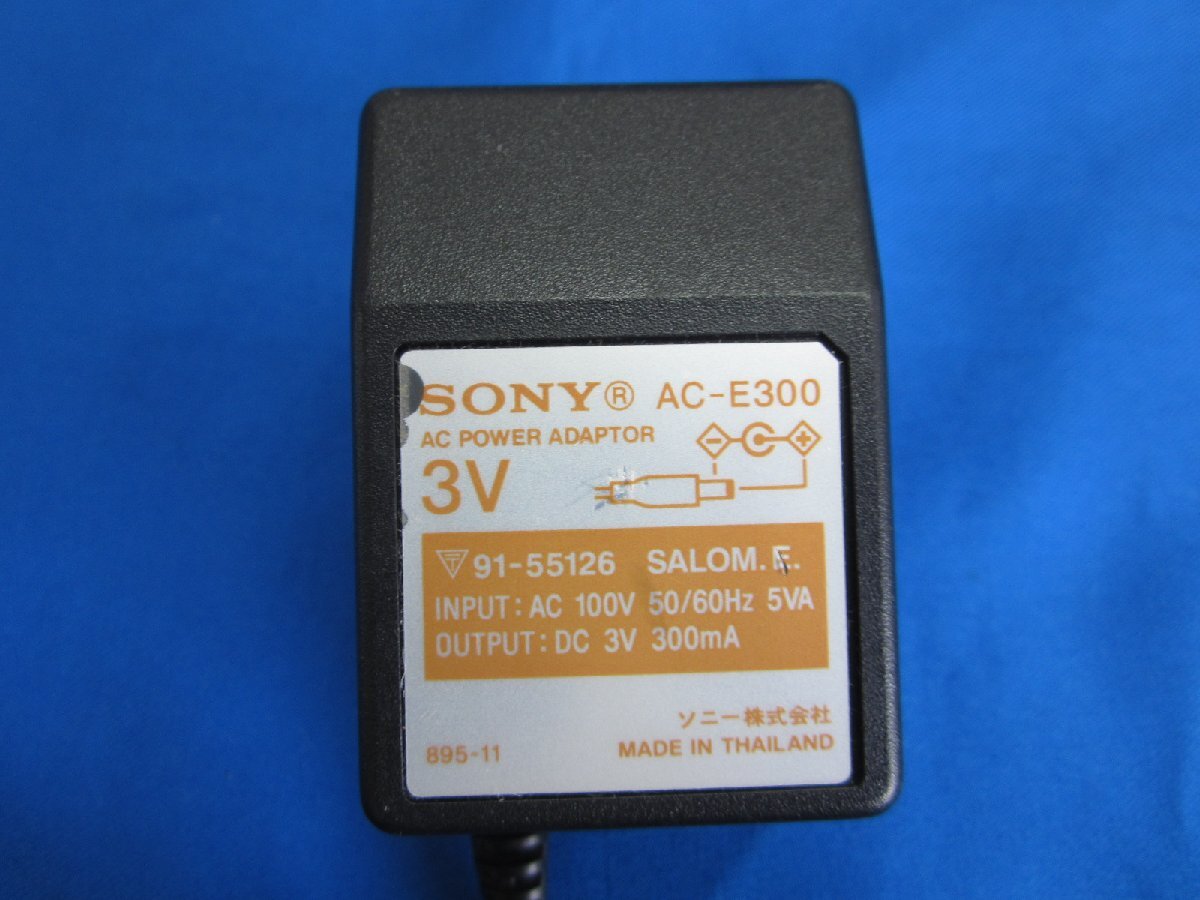 SONY® AC-E300
AC POWER ADAPTOR
3V
91-55126 SALOM.E.
INPUT: AC 100V 50/60Hz 5VA
OUTPUT: DC 3V 300mA
ソニー株式会社
895-11 MADE IN THAILAND